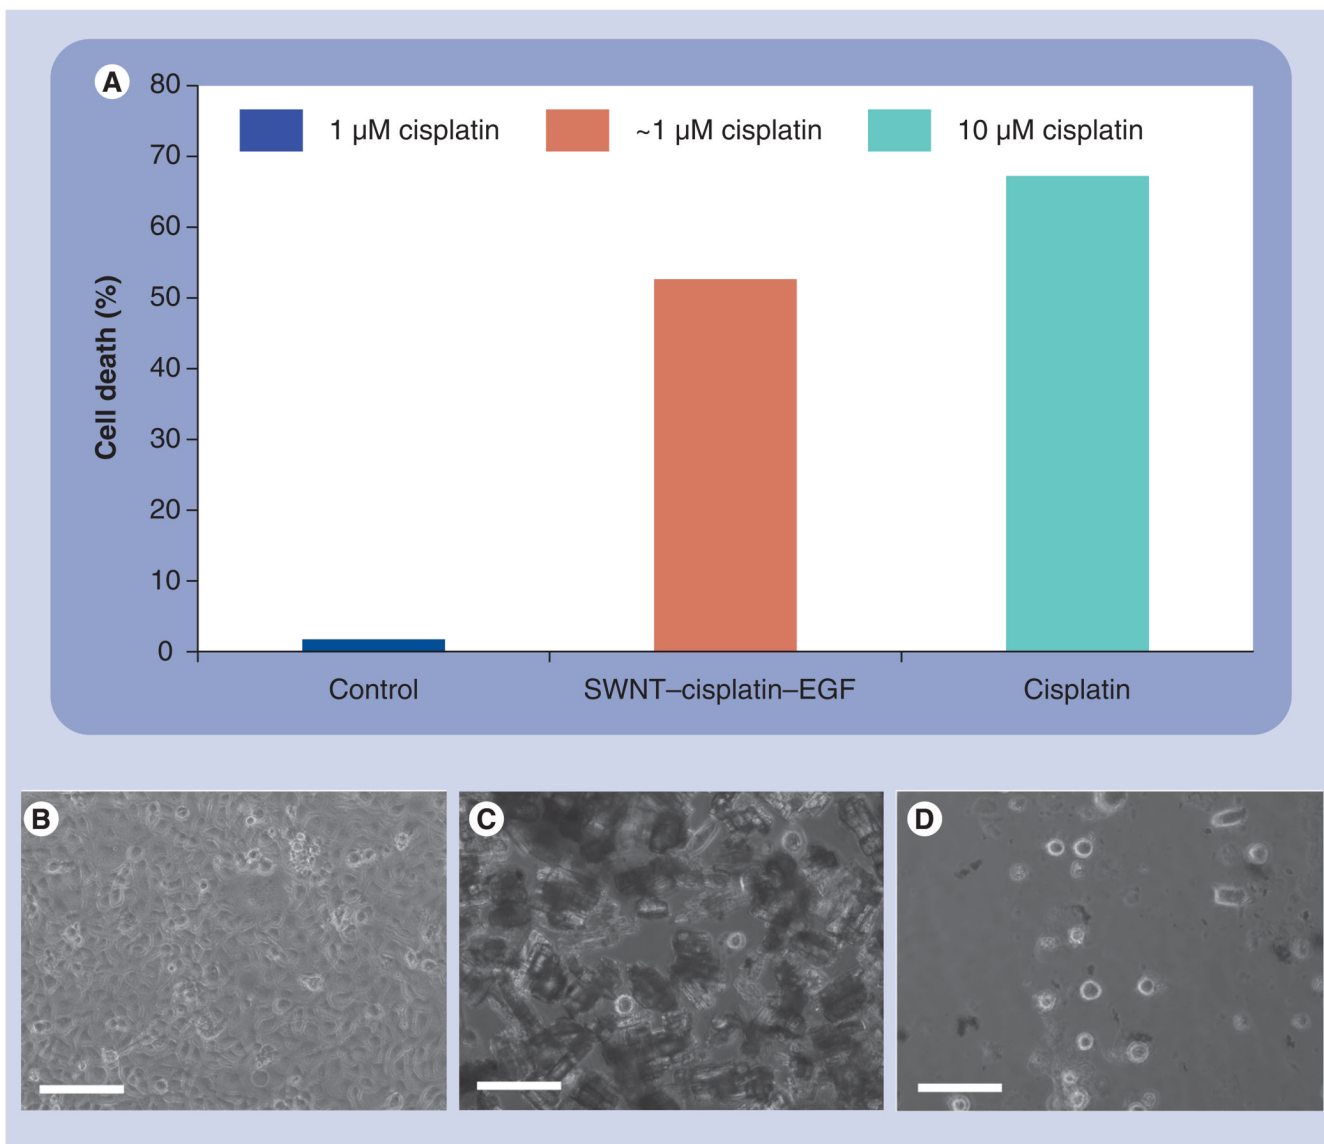 A
80
1 µM cisplatin ~1 µM cisplatin 10 µM cisplatin
70
60
50
40
30
20
10
0
Cell death (%)
Control SWNT–cisplatin–EGF Cisplatin
B C D